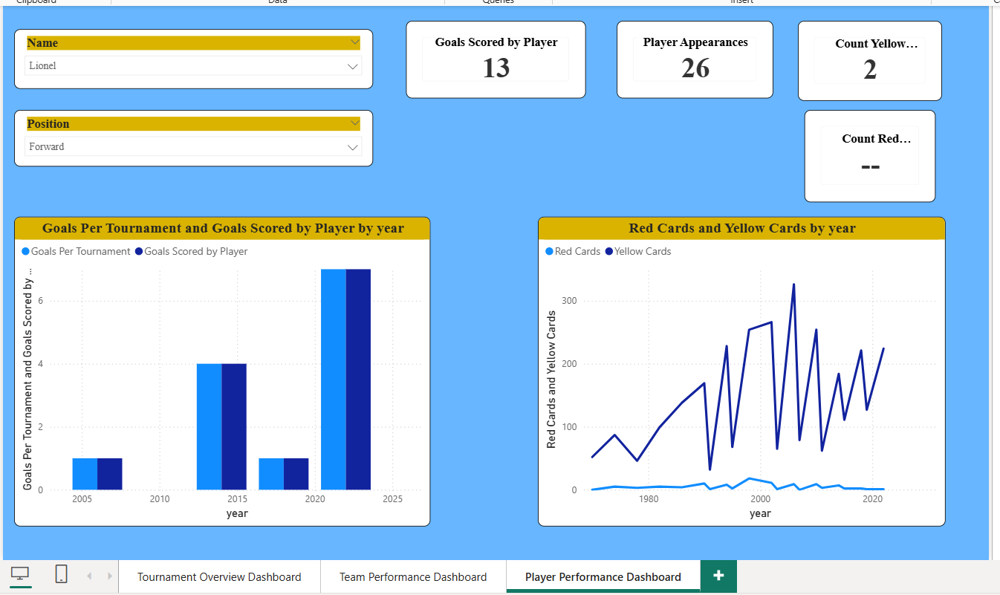 Clipboard Data Queries Insert
Name
Lionel
Position
Forward
Goals Scored by Player
13
Player Appearances
26
Count Yellow…
2
Count Red…
--
Goals Per Tournament and Goals Scored by Player by year
Goals Per Tournament Goals Scored by Player
Goals Per Tournament and Goals Scored by …
6
4
2
0
2005 2010 2015 2020 2025
year
Red Cards and Yellow Cards by year
Red Cards Yellow Cards
Red Cards and Yellow Cards
300
200
100
0
1980 2000 2020
year
Tournament Overview Dashboard Team Performance Dashboard Player Performance Dashboard +